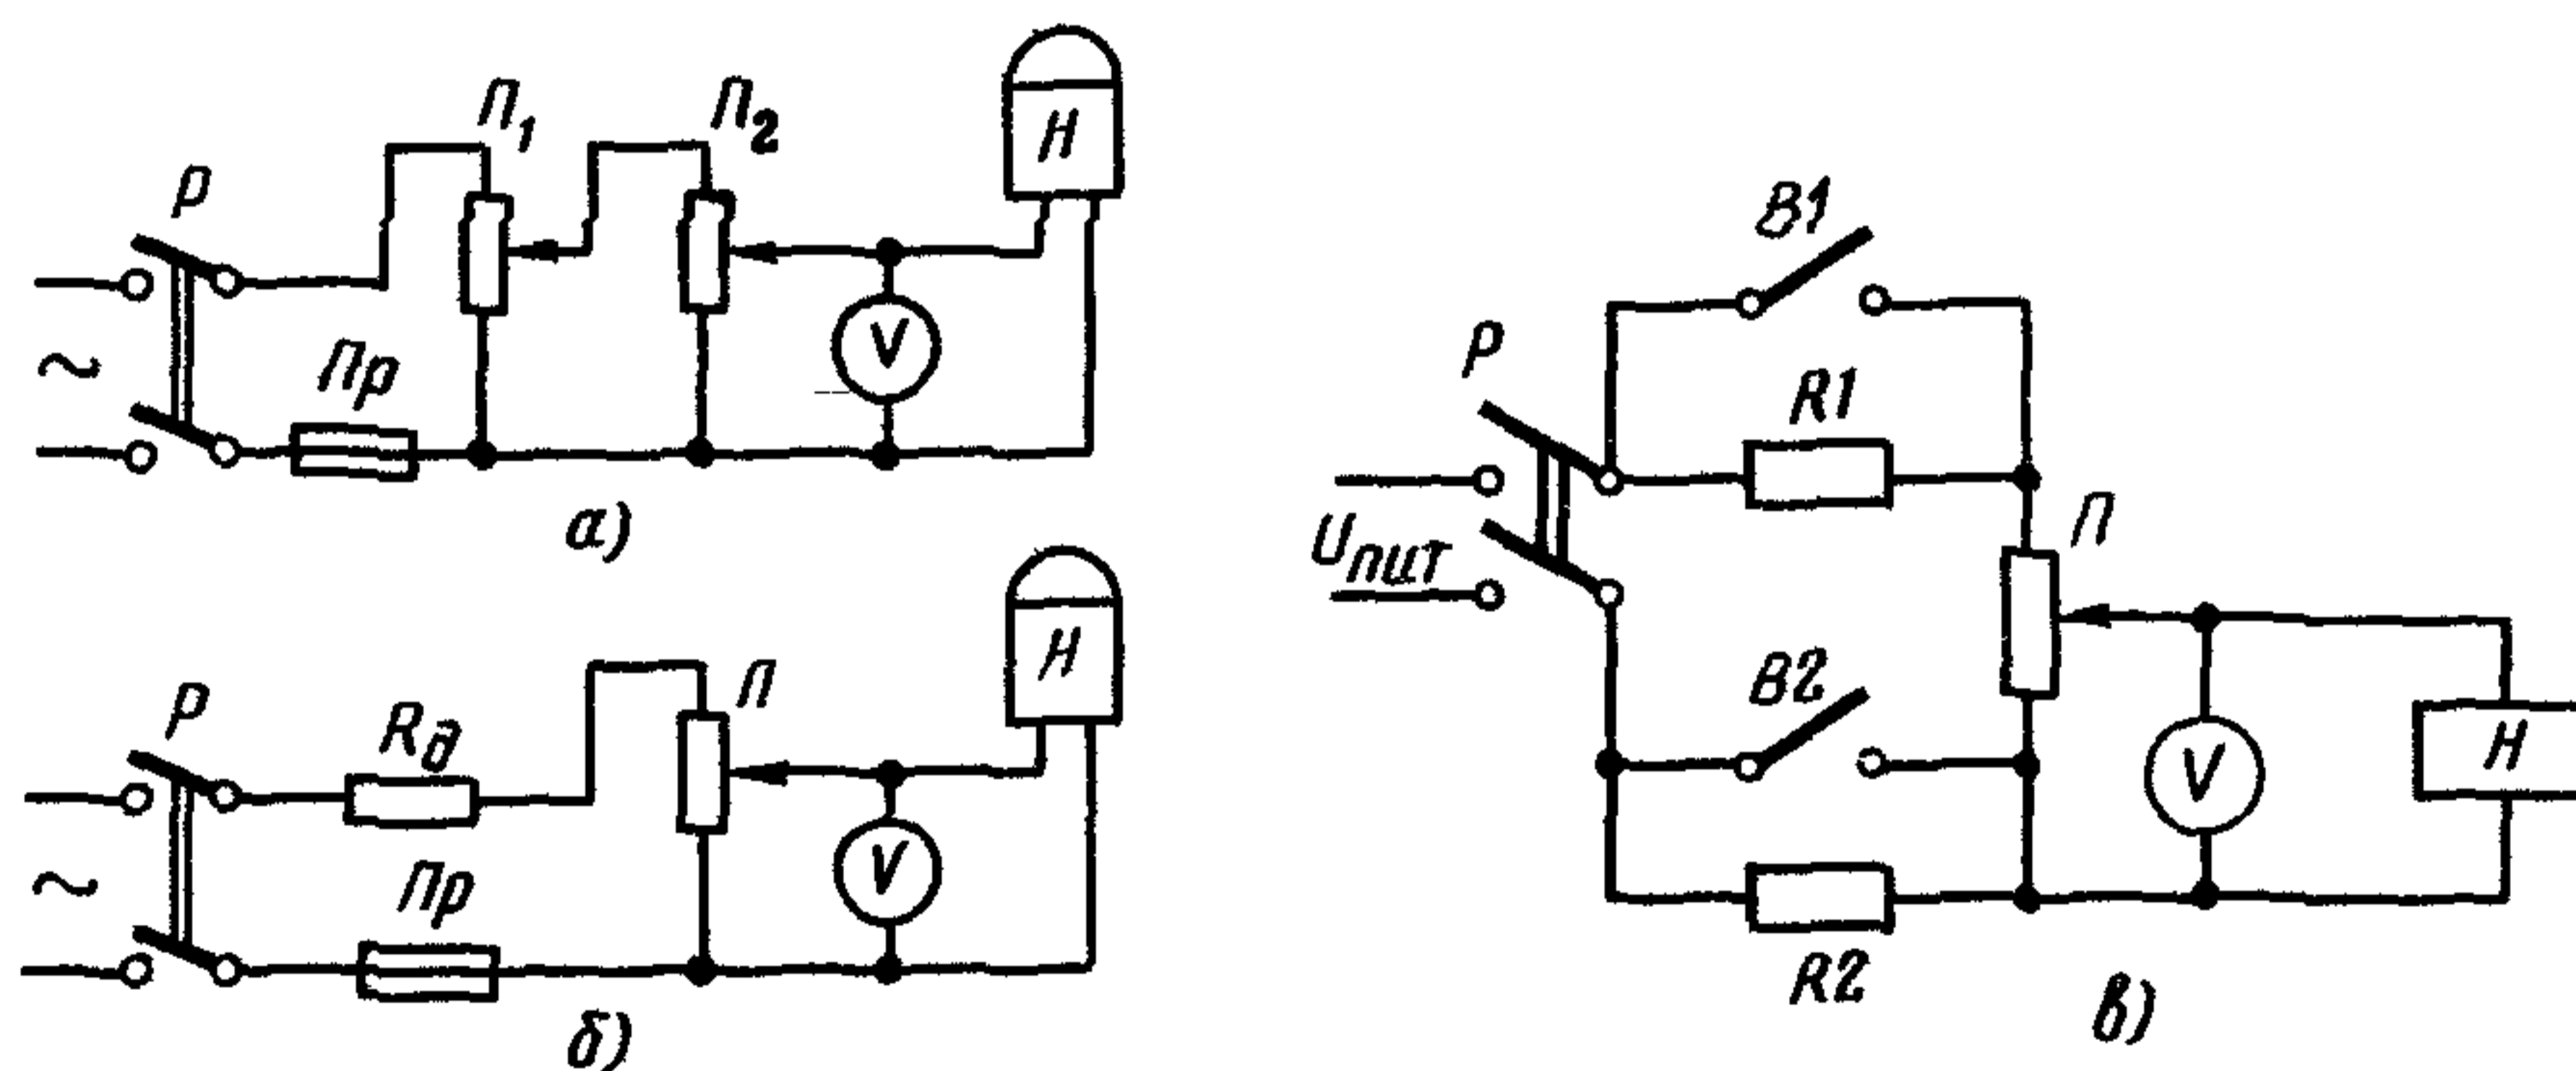 Р
П1
П2
Н
V
~
Пр
а)
Р
Rд
П
Н
V
~
Пр
б)
В1
Р
R1
Uпит
П
В2
V
Н
R2
в)